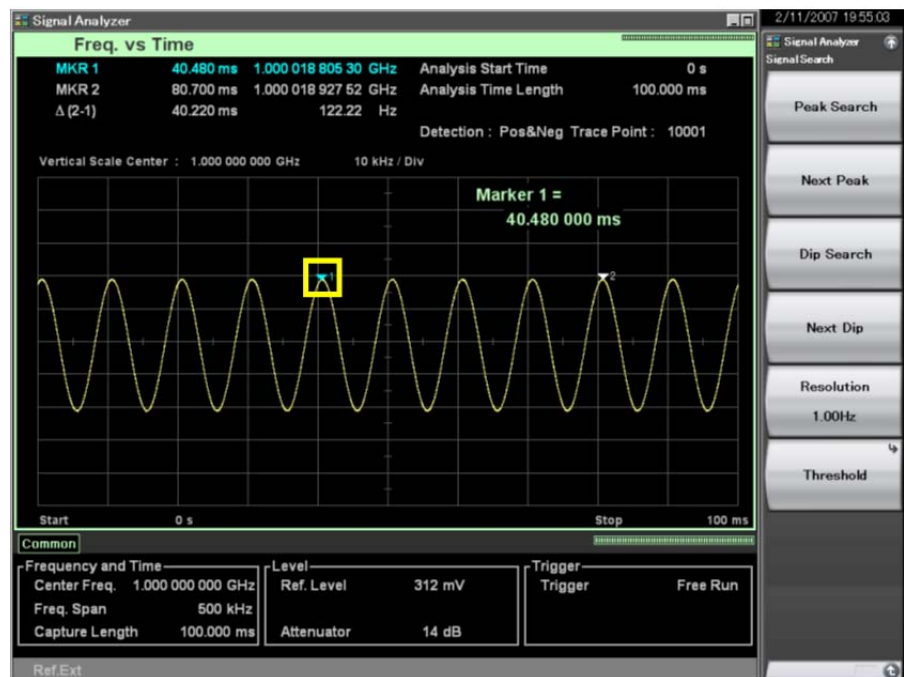 Signal Analyzer
2/11/2007 19:55:03
Freq. vs Time
MKR 1 40.480 ms 1.000 018 805 30 GHz Analysis Start Time 0 s
MKR 2 80.700 ms 1.000 018 927 52 GHz Analysis Time Length 100.000 ms
Δ (2-1) 40.220 ms 122.22 Hz
Detection : Pos&Neg Trace Point : 10001
Vertical Scale Center : 1.000 000 000 GHz 10 kHz / Div
Marker 1 =
40.480 000 ms
1
2
Start 0 s Stop 100 ms
Common
Frequency and Time
Center Freq. 1.000 000 000 GHz
Freq. Span 500 kHz
Capture Length 100.000 ms
Level
Ref. Level 312 mV
Attenuator 14 dB
Trigger
Trigger Free Run
Ref.Ext
Signal Analyzer
Signal Search
Peak Search
Next Peak
Dip Search
Next Dip
Resolution
1.00Hz
Threshold